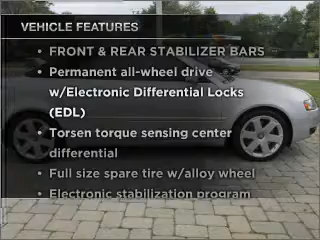 VEHICLE FEATURES
• FRONT & REAR STABILIZER BARS
• Permanent all-wheel drive
w/Electronic Differential Locks
(EDL)
• Torsen torque sensing center
differential
• Full size spare tire w/alloy wheel
• Electronic stabilization program